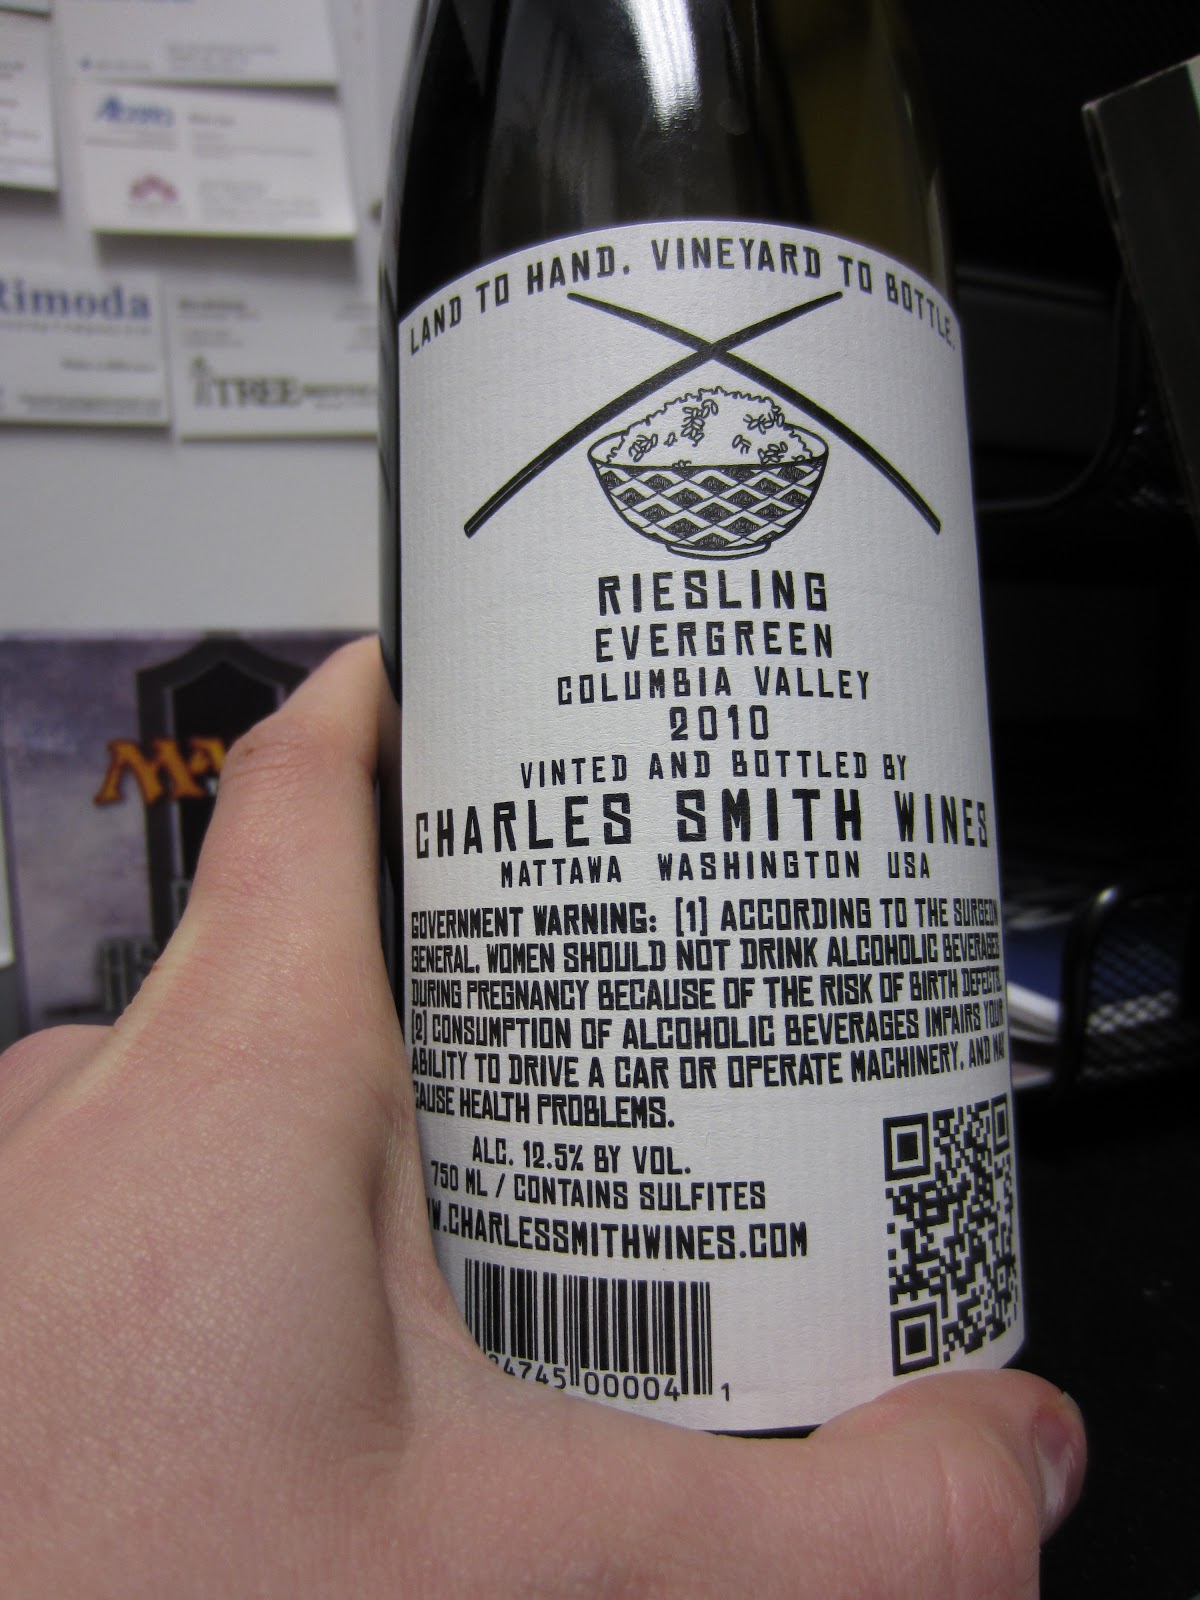 Rimoda
TREE
MA
LAND TO HAND. VINEYARD TO BOTTLE.
RIESLING
EVERGREEN
COLUMBIA VALLEY
2010
VINTED AND BOTTLED BY
CHARLES SMITH WINES
MATTAWA WASHINGTON USA
GOVERNMENT WARNING: [1] ACCORDING TO THE SURGEON
GENERAL, WOMEN SHOULD NOT DRINK ALCOHOLIC BEVERAGES
DURING PREGNANCY BECAUSE OF THE RISK OF BIRTH DEFECTS.
[2] CONSUMPTION OF ALCOHOLIC BEVERAGES IMPAIRS YOUR
ABILITY TO DRIVE A CAR OR OPERATE MACHINERY, AND MAY
CAUSE HEALTH PROBLEMS.
ALC. 12.5% BY VOL.
750 ML / CONTAINS SULFITES
W.CHARLESSMITHWINES.COM
84745 00004 1